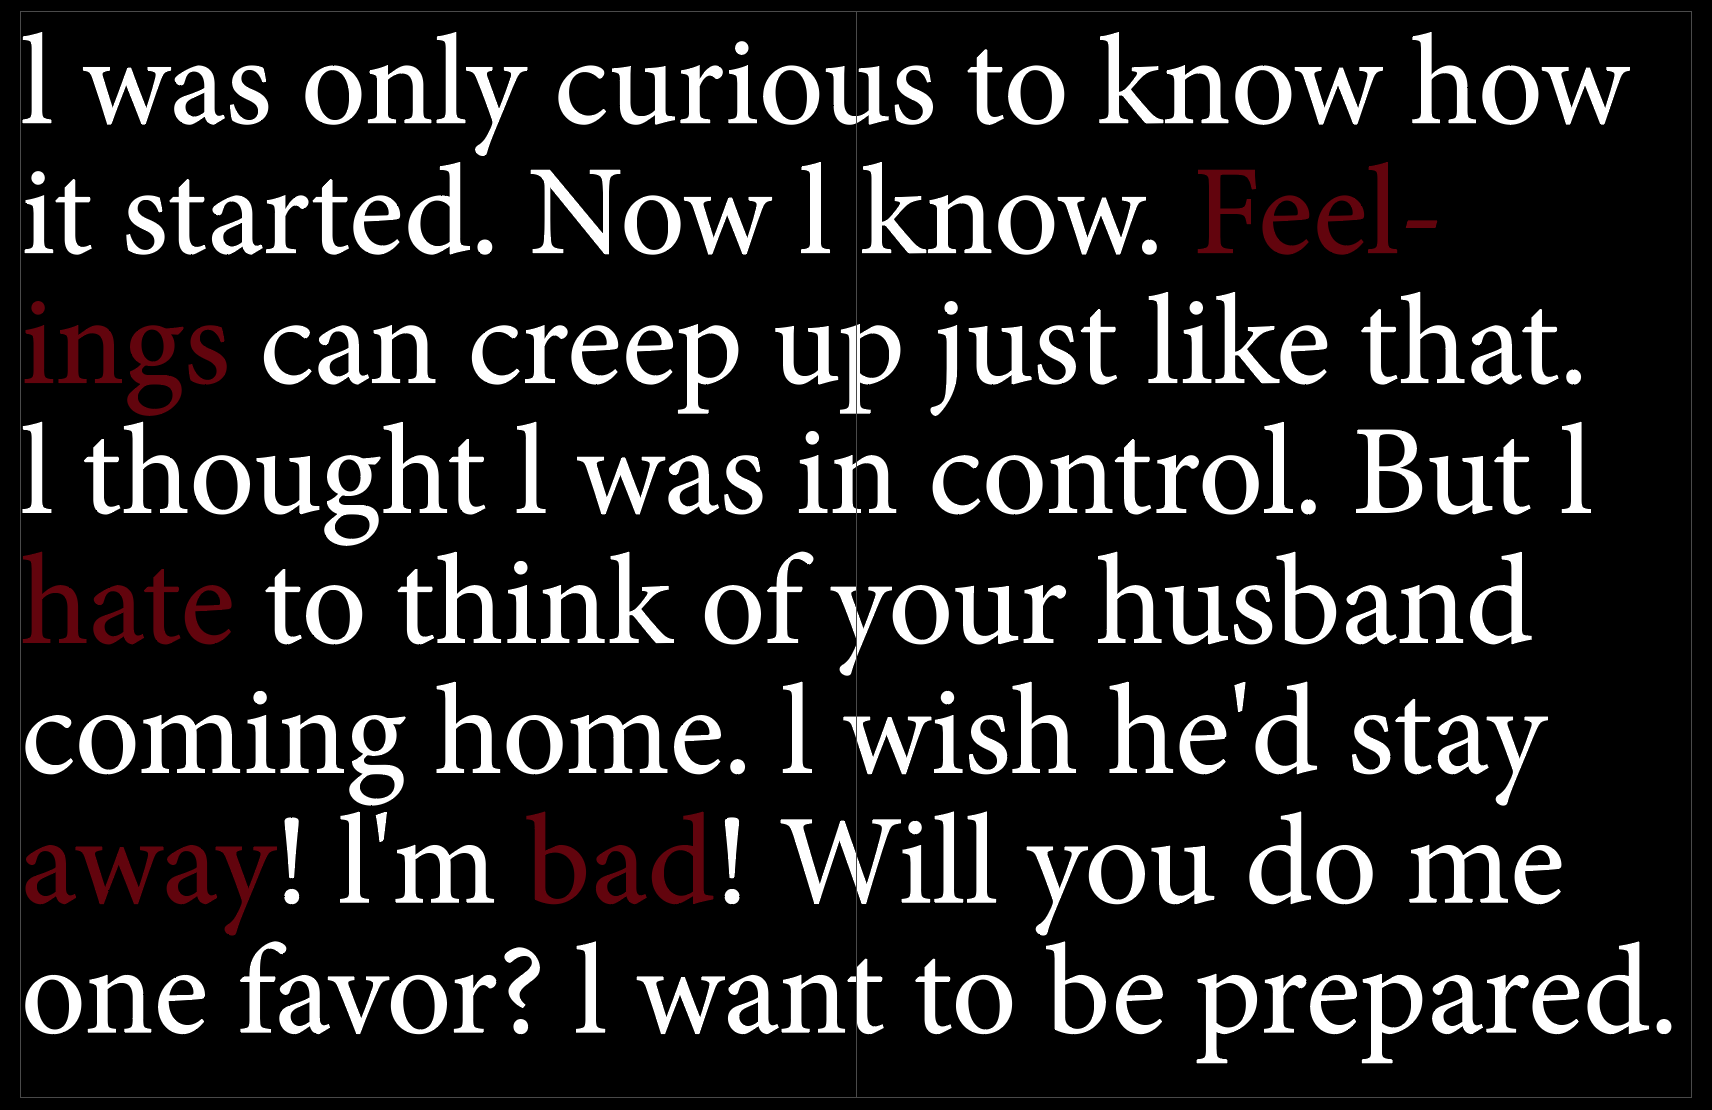 l was only curious to know how
it started. Now l know. Feel-
ings can creep up just like that.
l thought l was in control. But l
hate to think of your husband
coming home. l wish he'd stay
away! l'm bad! Will you do me
one favor? l want to be prepared.